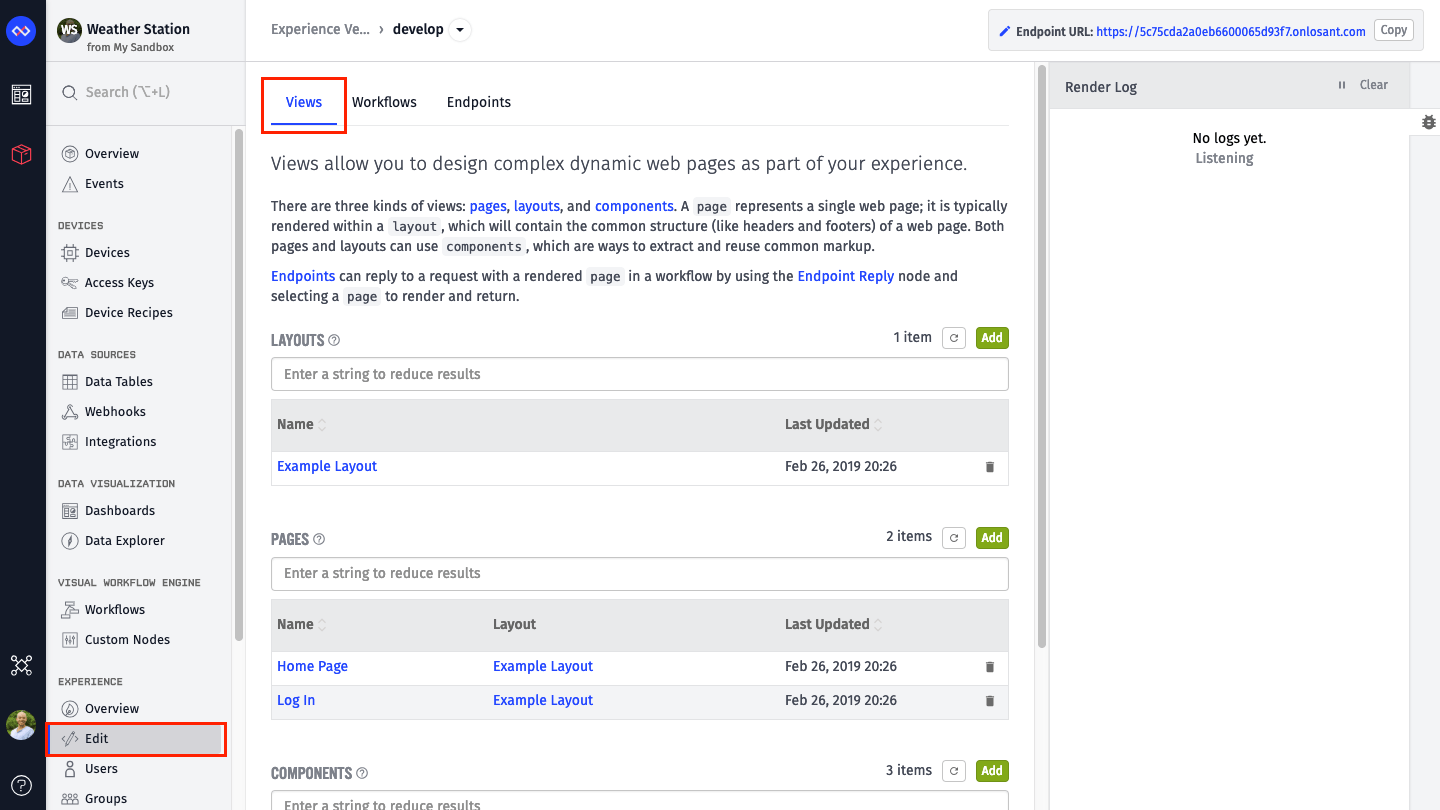 WS Weather Station
from My Sandbox
Search (⌥+L)
Overview
Events
DEVICES
Devices
Access Keys
Device Recipes
DATA SOURCES
Data Tables
Webhooks
Integrations
DATA VISUALIZATION
Dashboards
Data Explorer
VISUAL WORKFLOW ENGINE
Workflows
Custom Nodes
EXPERIENCE
Overview
Edit
Users
Groups
Experience Ve... › develop
Endpoint URL: https://5c75cda2a0eb6600065d93f7.onlosant.com Copy
Views Workflows Endpoints
Views allow you to design complex dynamic web pages as part of your experience.
There are three kinds of views: pages, layouts, and components. A page represents a single web page; it is typically
rendered within a layout, which will contain the common structure (like headers and footers) of a web page. Both
pages and layouts can use components, which are ways to extract and reuse common markup.
Endpoints can reply to a request with a rendered page in a workflow by using the Endpoint Reply node and
selecting a page to render and return.
LAYOUTS ? 1 item Add
Enter a string to reduce results
Name Last Updated
Example Layout Feb 26, 2019 20:26
PAGES ? 2 items Add
Enter a string to reduce results
Name Layout Last Updated
Home Page Example Layout Feb 26, 2019 20:26
Log In Example Layout Feb 26, 2019 20:26
COMPONENTS ? 3 items Add
Enter a string to reduce results
Render Log Clear
No logs yet.
Listening